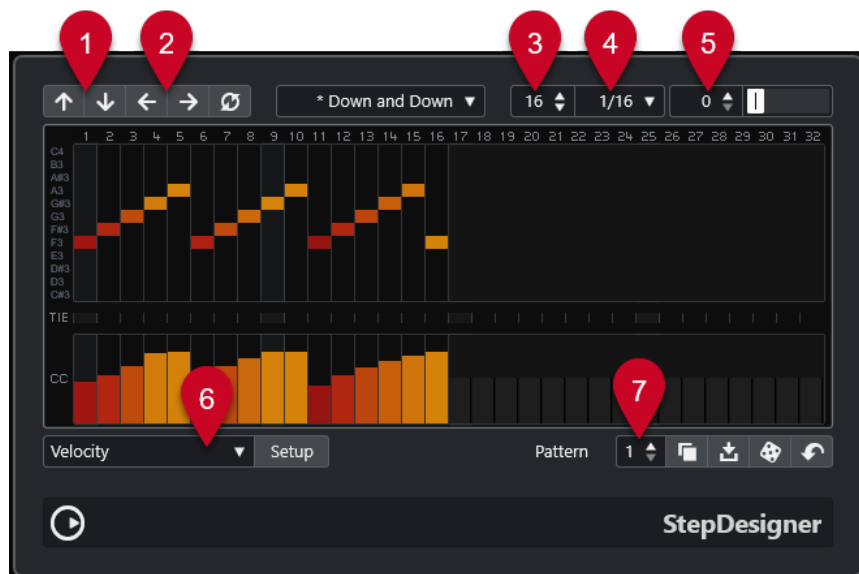 1 2 3 4 5
* Down and Down 16 1/16 0
1 2 3 4 5 6 7 8 9 10 11 12 13 14 15 16 17 18 19 20 21 22 23 24 25 26 27 28 29 30 31 32
C4
B3
A#3
A3
G#3
G3
F#3
F3
E3
D#3
D3
C#3
TIE
CC
6 7
Velocity Setup Pattern 1
StepDesigner